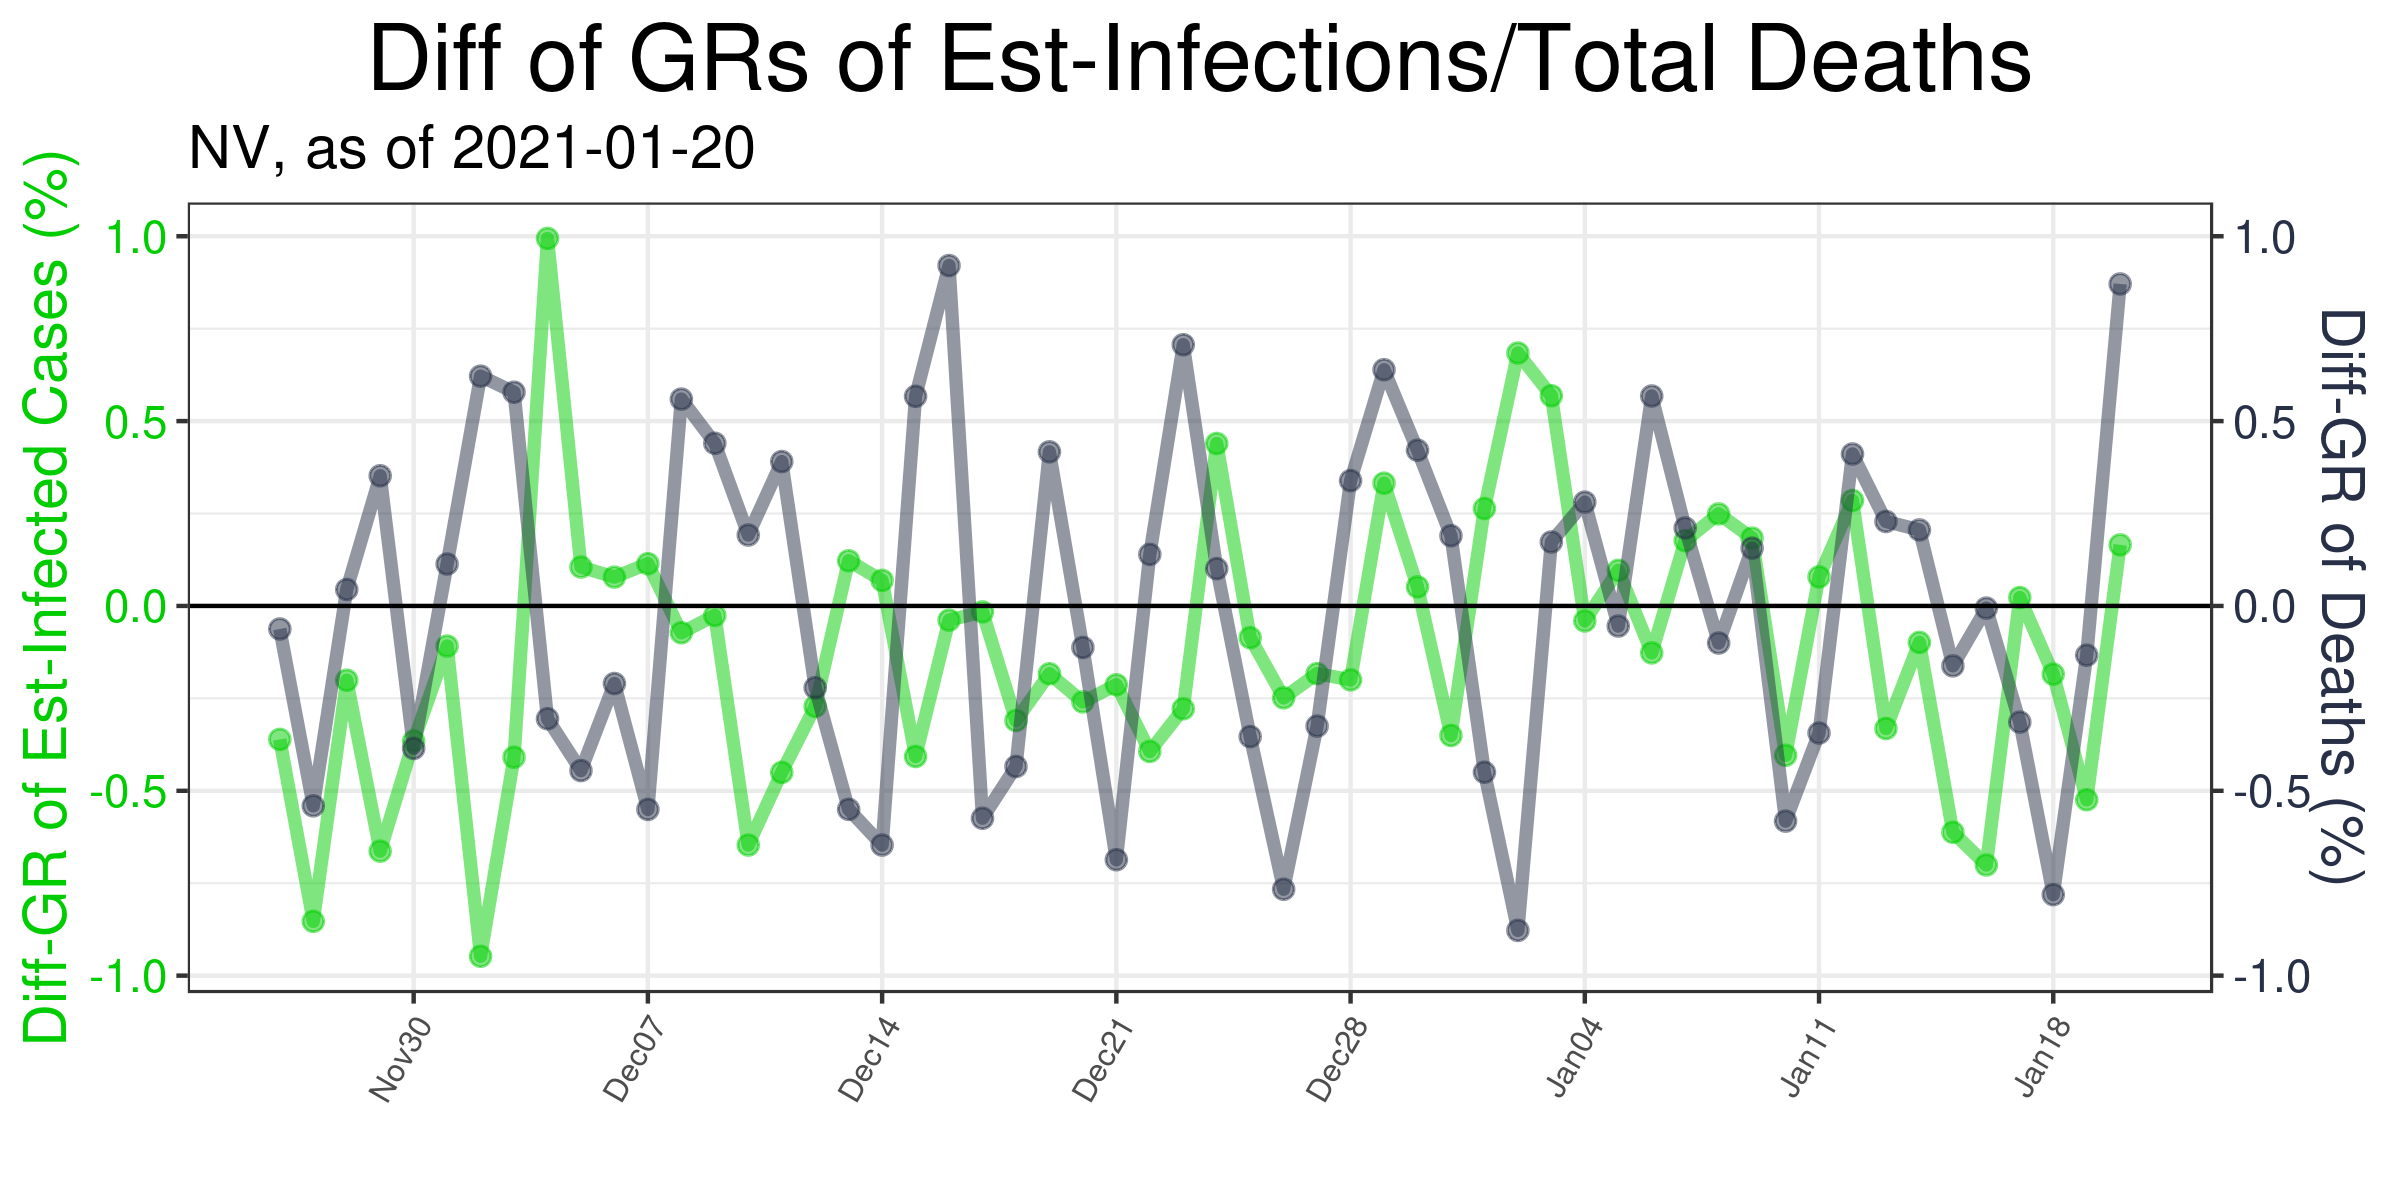 Diff of GRs of Est-Infections/Total Deaths
NV, as of 2021-01-20
Diff-GR of Est-Infected Cases (%)
1.0
0.5
0.0
-0.5
-1.0
1.0
0.5
0.0
-0.5
-1.0
Diff-GR of Deaths (%)
Nov30
Dec07
Dec14
Dec21
Dec28
Jan04
Jan11
Jan18